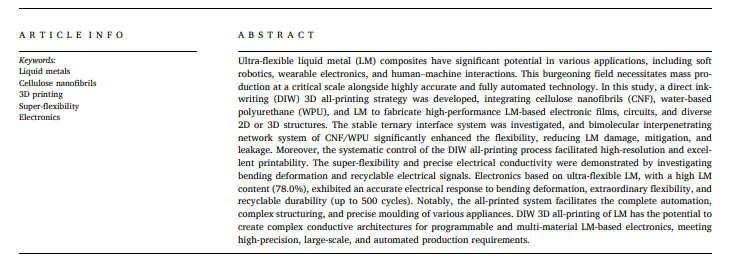 ARTICLE INFO
Keywords:
Liquid metals
Cellulose nanofibrils
3D printing
Super-flexibility
Electronics
ABSTRACT
Ultra-flexible liquid metal (LM) composites have significant potential in various applications, including soft
robotics, wearable electronics, and human–machine interactions. This burgeoning field necessitates mass pro-
duction at a critical scale alongside highly accurate and fully automated technology. In this study, a direct ink-
writing (DIW) 3D all-printing strategy was developed, integrating cellulose nanofibrils (CNF), water-based
polyurethane (WPU), and LM to fabricate high-performance LM-based electronic films, circuits, and diverse
2D or 3D structures. The stable ternary interface system was investigated, and bimolecular interpenetrating
network system of CNF/WPU significantly enhanced the flexibility, reducing LM damage, mitigation, and
leakage. Moreover, the systematic control of the DIW all-printing process facilitated high-resolution and excel-
lent printability. The super-flexibility and precise electrical conductivity were demonstrated by investigating
bending deformation and recyclable electrical signals. Electronics based on ultra-flexible LM, with a high LM
content (78.0%), exhibited an accurate electrical response to bending deformation, extraordinary flexibility, and
recyclable durability (up to 500 cycles). Notably, the all-printed system facilitates the complete automation,
complex structuring, and precise moulding of various appliances. DIW 3D all-printing of LM has the potential to
create complex conductive architectures for programmable and multi-material LM-based electronics, meeting
high-precision, large-scale, and automated production requirements.